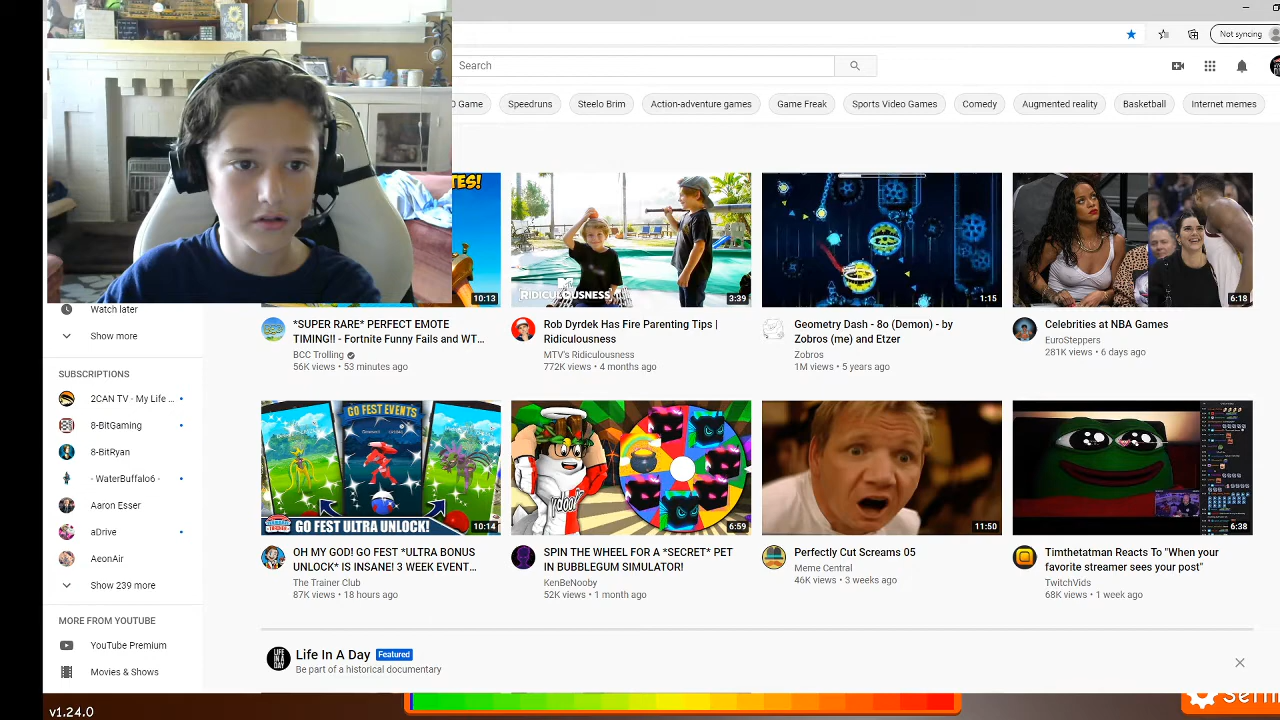 Not syncing
Search
Game
Speedruns
Steelo Brim
Action-adventure games
Game Freak
Sports Video Games
Comedy
Augmented reality
Basketball
Internet memes
10:13
RIDICULOUSNESS
3:39
1:15
6:18
Watch later
Show more
*SUPER RARE* PERFECT EMOTE
TIMING!! - Fortnite Funny Fails and WT...
BCC Trolling
56K views • 53 minutes ago
Rob Dyrdek Has Fire Parenting Tips |
Ridiculousness
MTV's Ridiculousness
772K views • 4 months ago
Geometry Dash - 8o (Demon) - by
Zobros (me) and Etzer
Zobros
1M views • 5 years ago
Celebrities at NBA Games
EuroSteppers
281K views • 6 days ago
SUBSCRIPTIONS
2CAN TV - My Life ...
8-BitGaming
8-BitRyan
- WaterBuffalo6 -
Aaron Esser
aDrive
AeonAir
Show 239 more
GO FEST EVENTS
GO FEST ULTRA UNLOCK!
10:14
6:59
11:50
6:38
OH MY GOD! GO FEST *ULTRA BONUS
UNLOCK* IS INSANE! 3 WEEK EVENT...
The Trainer Club
87K views • 18 hours ago
SPIN THE WHEEL FOR A *SECRET* PET
IN BUBBLEGUM SIMULATOR!
KenBeNooby
52K views • 1 month ago
Perfectly Cut Screams 05
Meme Central
46K views • 3 weeks ago
Timthetatman Reacts To "When your
favorite streamer sees your post"
TwitchVids
68K views • 1 week ago
MORE FROM YOUTUBE
YouTube Premium
Movies & Shows
LIFE
IN A
DAY
Life In A Day
Featured
Be part of a historical documentary
v1.24.0